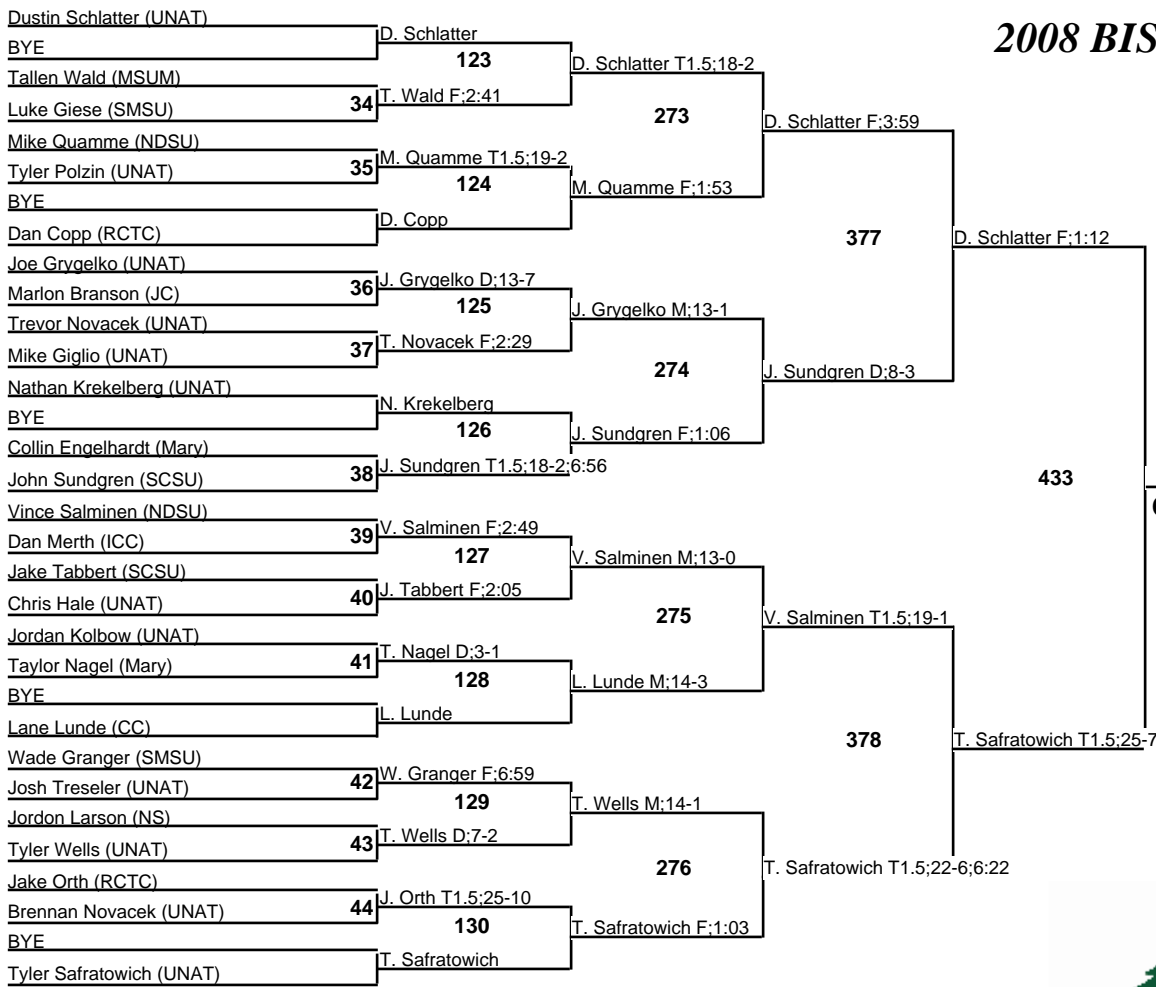 2008 BIS
Dustin Schlatter (UNAT)
BYE
Tallen Wald (MSUM)
Luke Giese (SMSU)
Mike Quamme (NDSU)
Tyler Polzin (UNAT)
BYE
Dan Copp (RCTC)
Joe Grygelko (UNAT)
Marlon Branson (JC)
Trevor Novacek (UNAT)
Mike Giglio (UNAT)
Nathan Krekelberg (UNAT)
BYE
Collin Engelhardt (Mary)
John Sundgren (SCSU)
Vince Salminen (NDSU)
Dan Merth (ICC)
Jake Tabbert (SCSU)
Chris Hale (UNAT)
Jordan Kolbow (UNAT)
Taylor Nagel (Mary)
BYE
Lane Lunde (CC)
Wade Granger (SMSU)
Josh Treseler (UNAT)
Jordon Larson (NS)
Tyler Wells (UNAT)
Jake Orth (RCTC)
Brennan Novacek (UNAT)
BYE
Tyler Safratowich (UNAT)
34
35
36
37
38
39
40
41
42
43
44
D. Schlatter
123
T. Wald F;2:41
M. Quamme T1.5;19-2
124
D. Copp
J. Grygelko D;13-7
125
T. Novacek F;2:29
N. Krekelberg
126
J. Sundgren T1.5;18-2;6:56
V. Salminen F;2:49
127
J. Tabbert F;2:05
T. Nagel D;3-1
128
L. Lunde
W. Granger F;6:59
129
T. Wells D;7-2
J. Orth T1.5;25-10
130
T. Safratowich
D. Schlatter T1.5;18-2
273
M. Quamme F;1:53
J. Grygelko M;13-1
274
J. Sundgren F;1:06
V. Salminen M;13-0
275
L. Lunde M;14-3
T. Wells M;14-1
276
T. Safratowich F;1:03
D. Schlatter F;3:59
377
J. Sundgren D;8-3
V. Salminen T1.5;19-1
378
T. Safratowich T1.5;22-6;6:22
D. Schlatter F;1:12
433
T. Safratowich T1.5;25-7